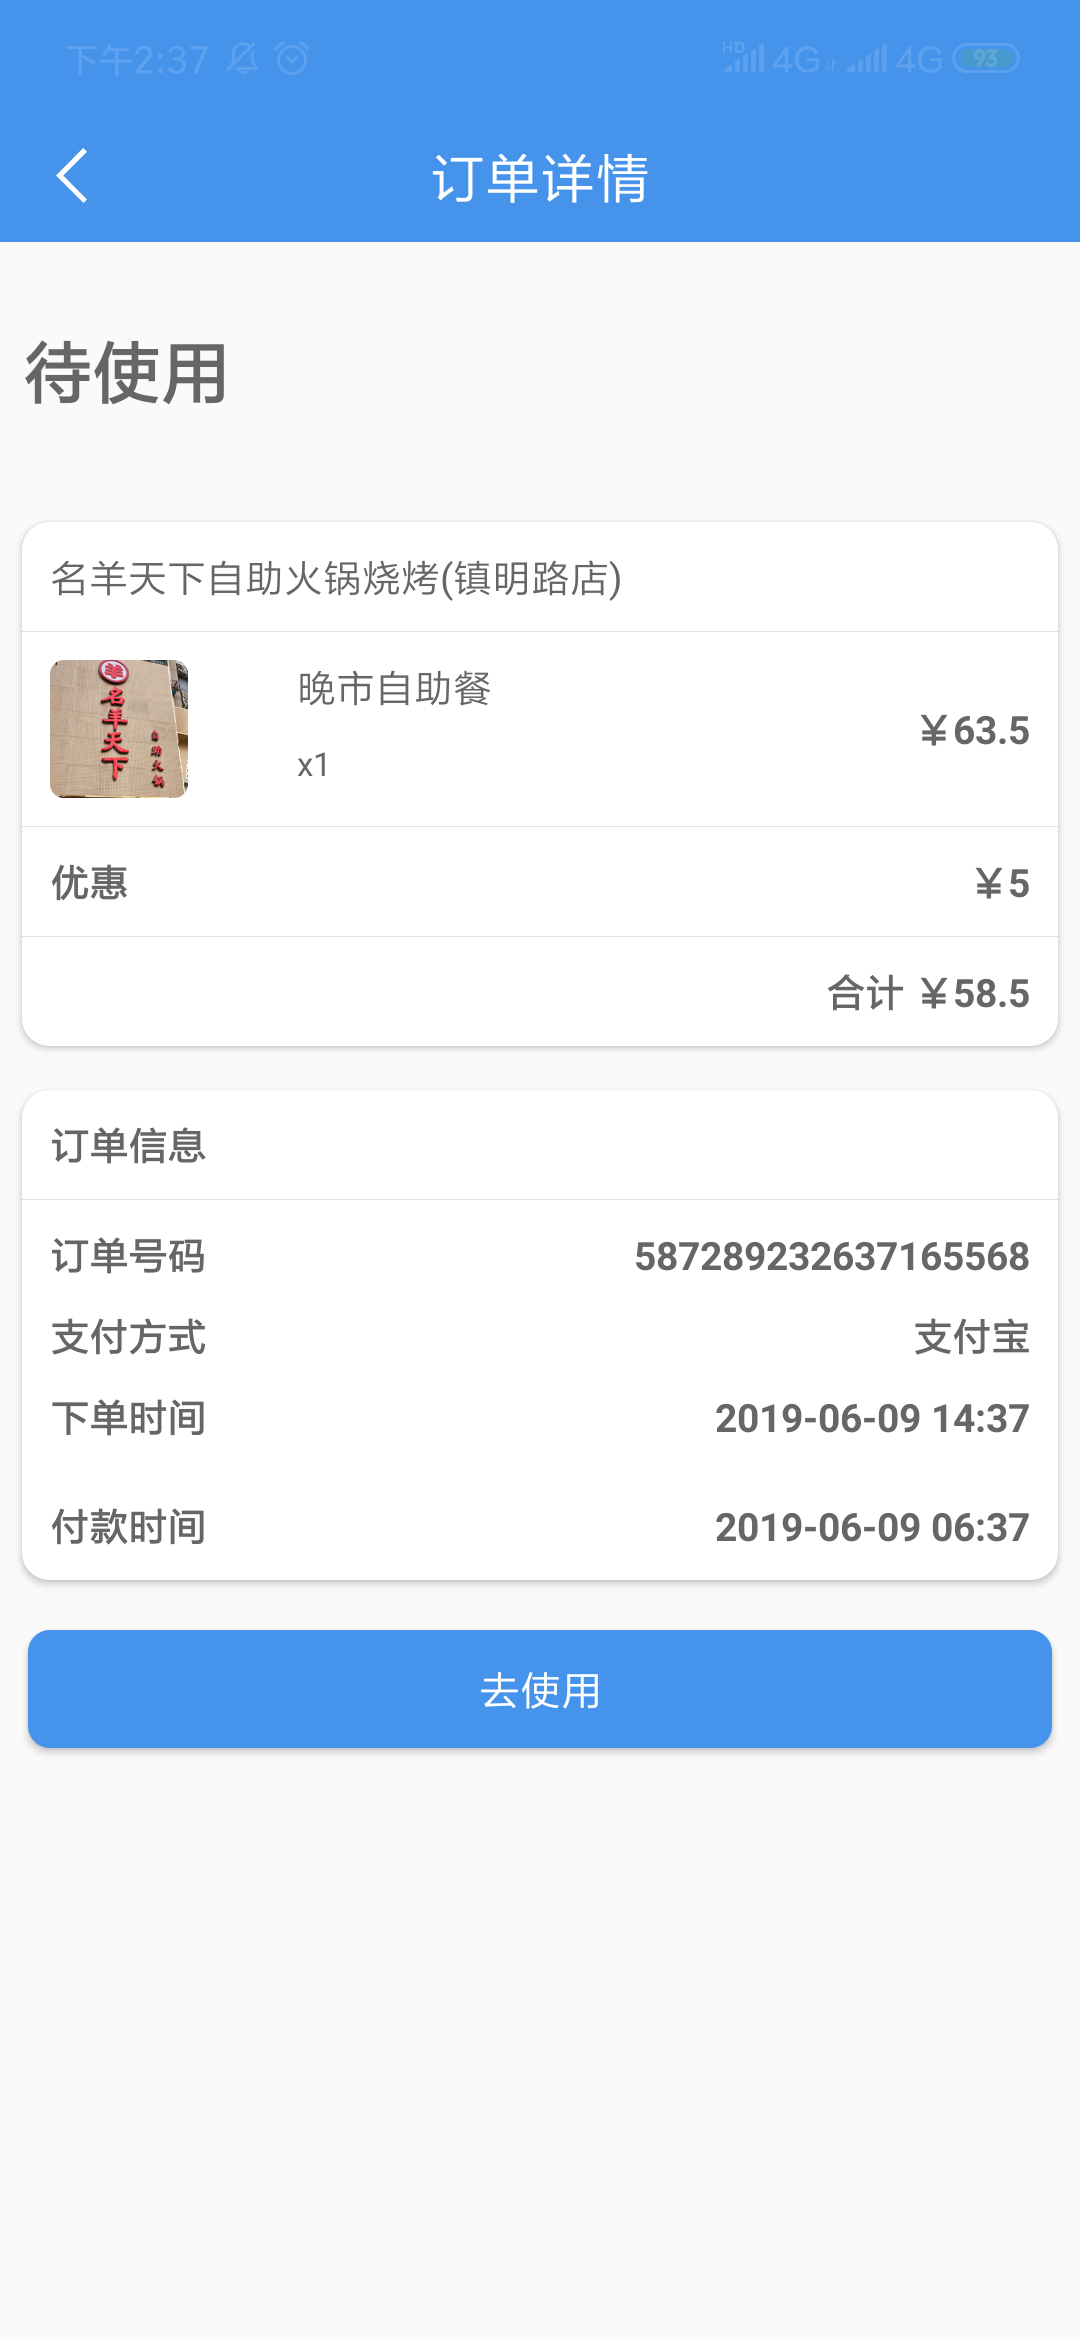 下午2:37
HD 4G 4G 93
订单详情
待使用
名羊天下自助火锅烧烤(镇明路店)
羊
名羊天下
自助火锅
晚市自助餐
x1
￥63.5
优惠 ￥5
合计 ￥58.5
订单信息
订单号码 587289232637165568
支付方式 支付宝
下单时间 2019-06-09 14:37
付款时间 2019-06-09 06:37
去使用